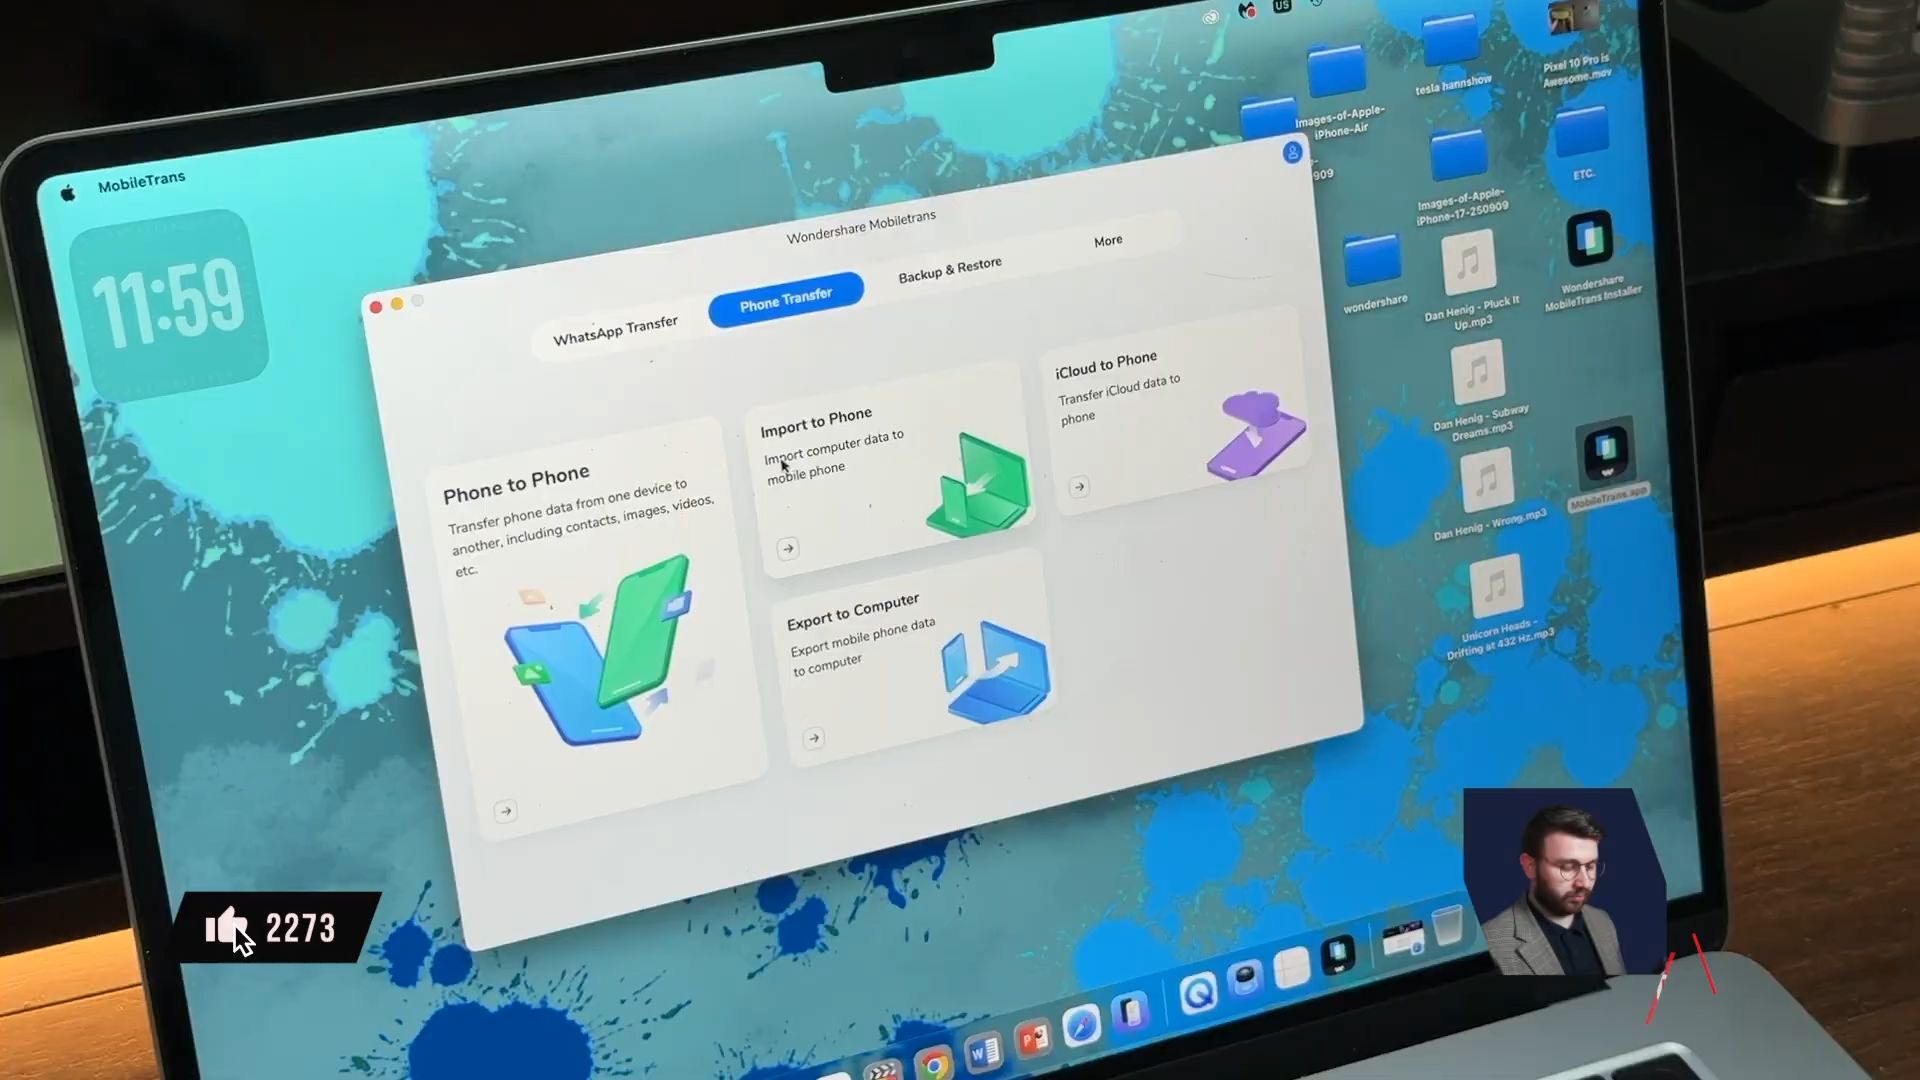 MobileTrans
US
11:59
Wondershare Mobiletrans
WhatsApp Transfer
Phone Transfer
Backup & Restore
More
Phone to Phone
Transfer phone data from one device to
another, including contacts, images, videos,
etc.
Import to Phone
Import computer data to
mobile phone
Export to Computer
Export mobile phone data
to computer
iCloud to Phone
Transfer iCloud data to
phone
Images-of-Apple-
iPhone-Air
909
tesla hannshow
Pixel 10 Pro is
Awesome.mov
Images-of-Apple-
iPhone-17-250909
ETC.
wondershare
Dan Henig - Pluck It
Up.mp3
Wondershare
MobileTrans Installer
Dan Henig - Subway
Dreams.mp3
Dan Henig - Wrong.mp3
MobileTrans.app
Unicorn Heads -
Drifting at 432 Hz.mp3
2273
W
P